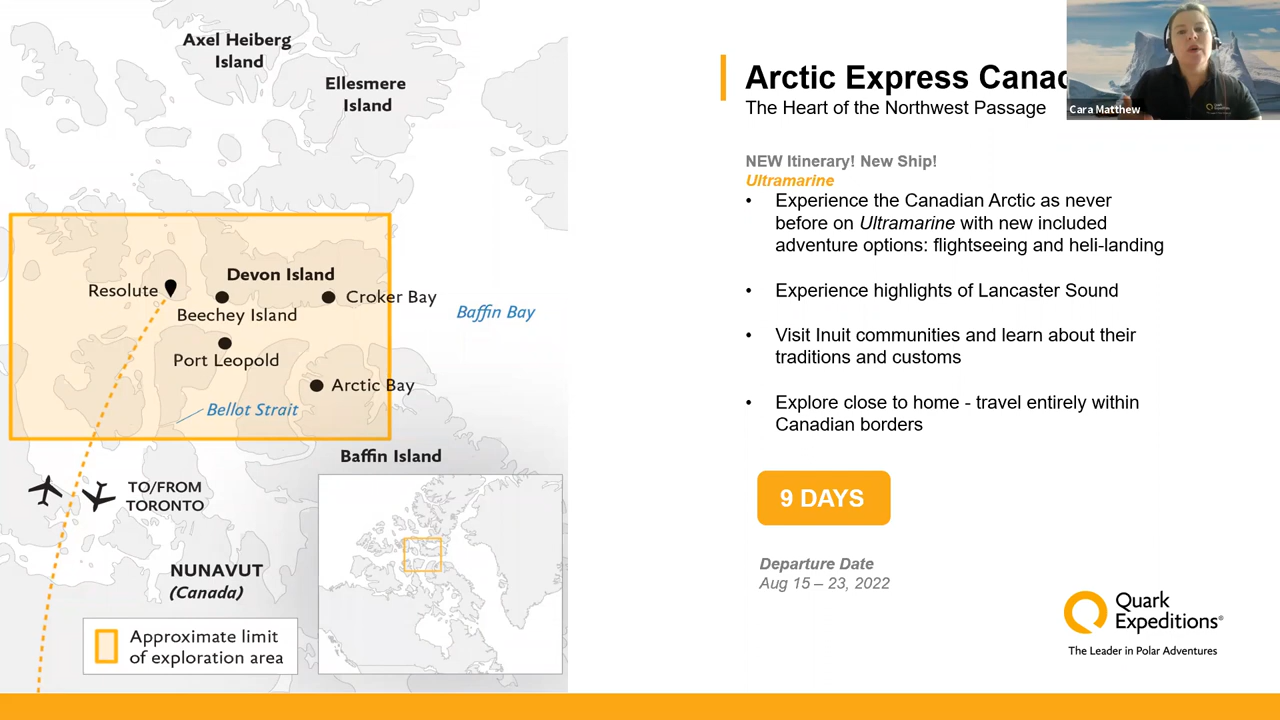 Axel Heiberg
Island
Ellesmere
Island
Devon Island
Resolute
Croker Bay
Beechey Island
Baffin Bay
Port Leopold
Arctic Bay
Bellot Strait
Baffin Island
TO/FROM
TORONTO
NUNAVUT
(Canada)
Approximate limit
of exploration area
Arctic Express Canad
The Heart of the Northwest Passage
Cara Matthew
NEW Itinerary! New Ship!
Ultramarine
• Experience the Canadian Arctic as never
before on Ultramarine with new included
adventure options: flightseeing and heli-landing
• Experience highlights of Lancaster Sound
• Visit Inuit communities and learn about their
traditions and customs
• Explore close to home - travel entirely within
Canadian borders
9 DAYS
Departure Date
Aug 15 – 23, 2022
Quark
Expeditions®
The Leader in Polar Adventures